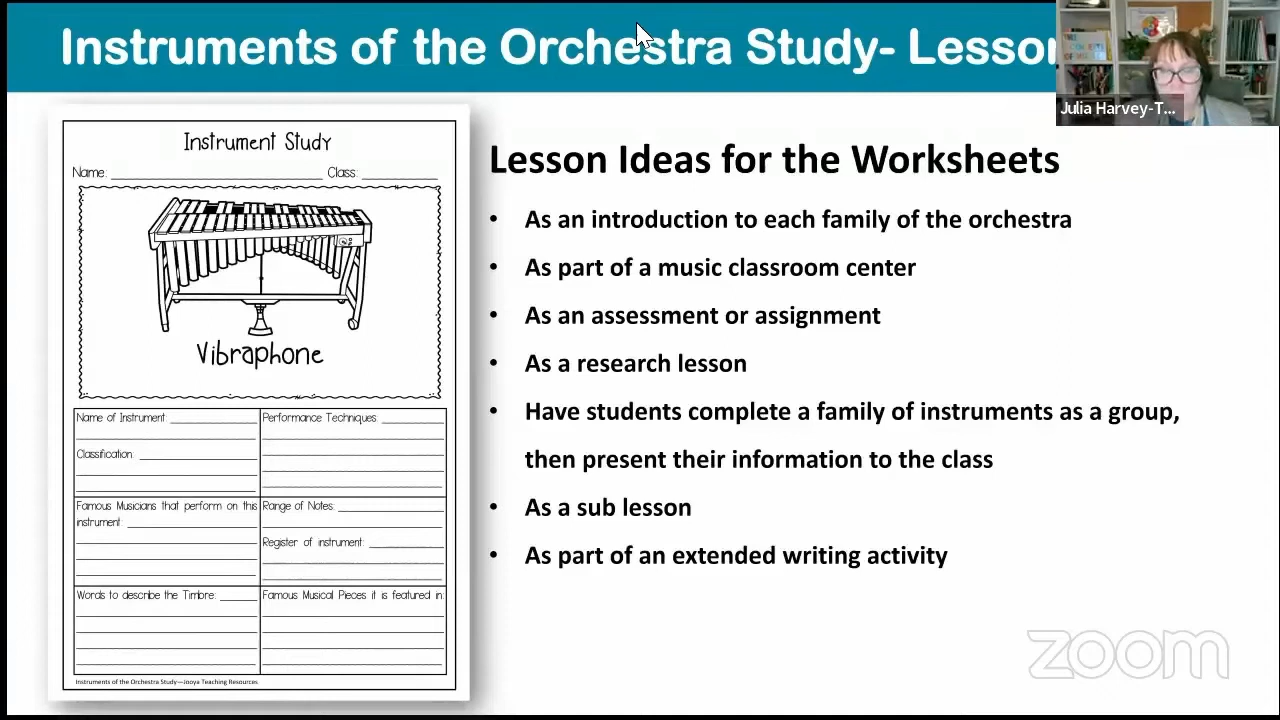 Instruments of the Orchestra Study- Lesson
Julia Harvey-T...
Instrument Study
Name: Class:
Vibraphone
Name of Instrument:
Classification:
Performance Techniques:
Famous Musicians that perform on this
instrument:
Range of Notes:
Register of instrument:
Words to describe the Timbre:
Famous Musical Pieces it is featured in:
Instruments of the Orchestra Study—Jooya Teaching Resources
Lesson Ideas for the Worksheets
• As an introduction to each family of the orchestra
• As part of a music classroom center
• As an assessment or assignment
• As a research lesson
• Have students complete a family of instruments as a group,
then present their information to the class
• As a sub lesson
• As part of an extended writing activity
zoom